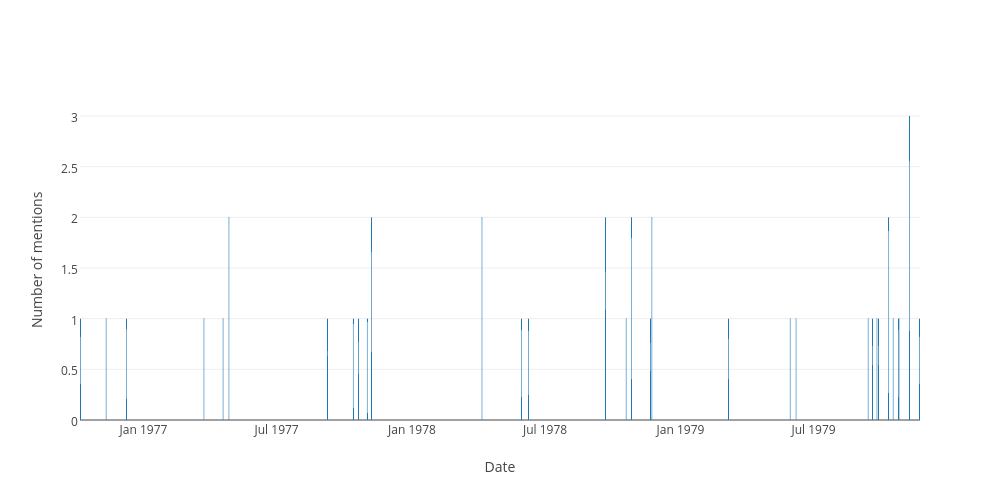 3
2.5
2
1.5
1
0.5
0
Number of mentions
Jan 1977
Jul 1977
Jan 1978
Jul 1978
Jan 1979
Jul 1979
Date